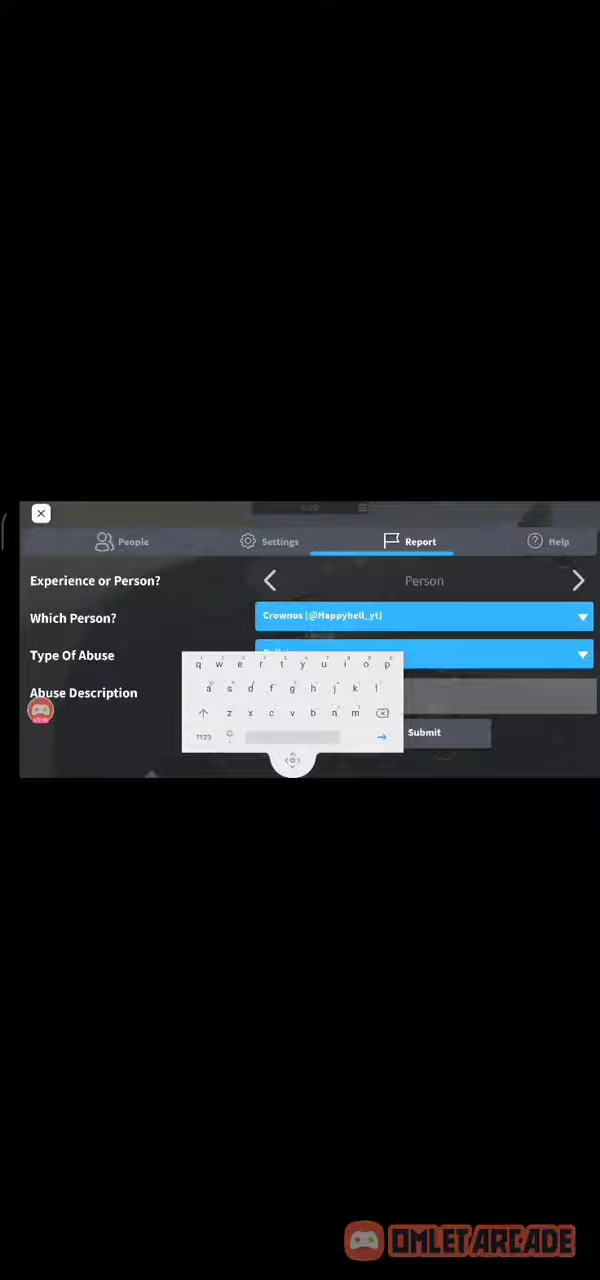 People Settings Report Help
Experience or Person? Person
Which Person? Crownos [@Happyhell_yt]
Type Of Abuse
q w e r t y u i o p
a s d f g h j k l
Abuse Description
z x c v b n m
?123
Submit
OMLET ARCADE